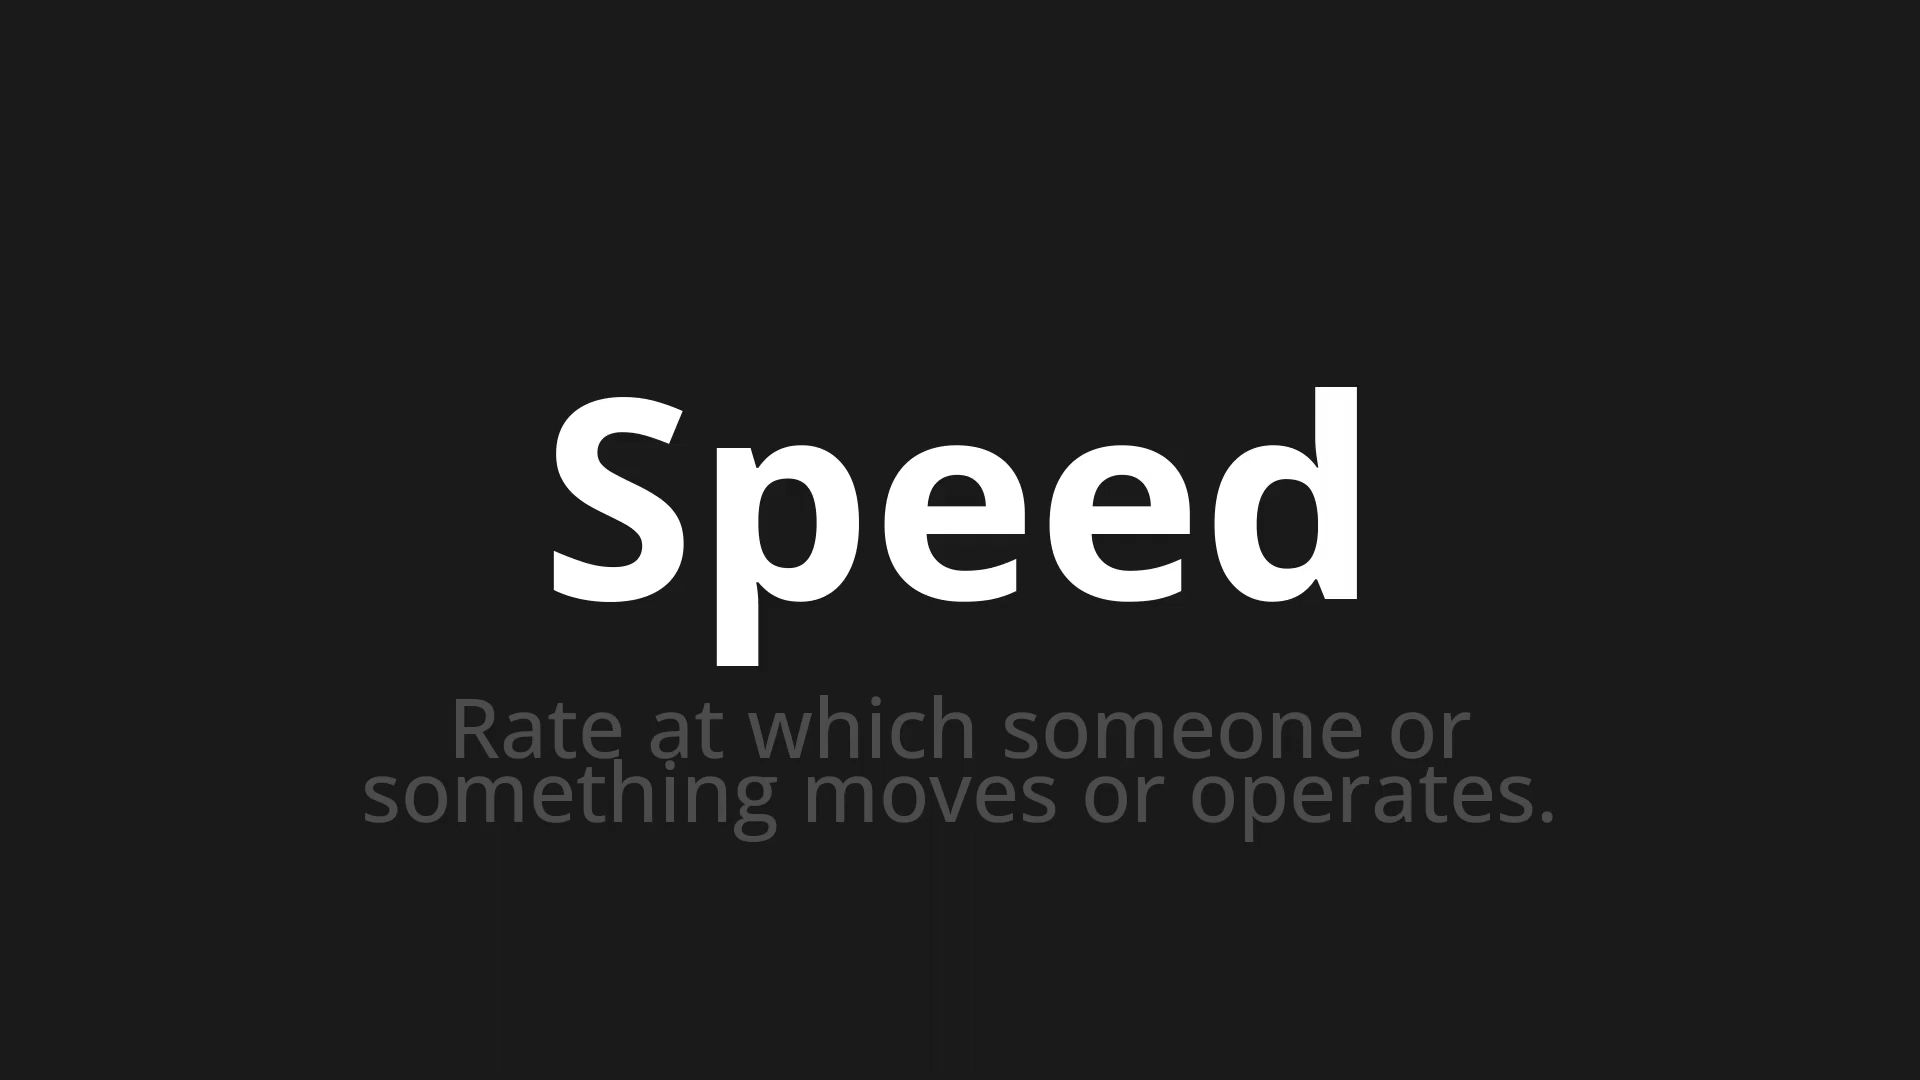 Speed
Rate at which someone or
something moves or operates.